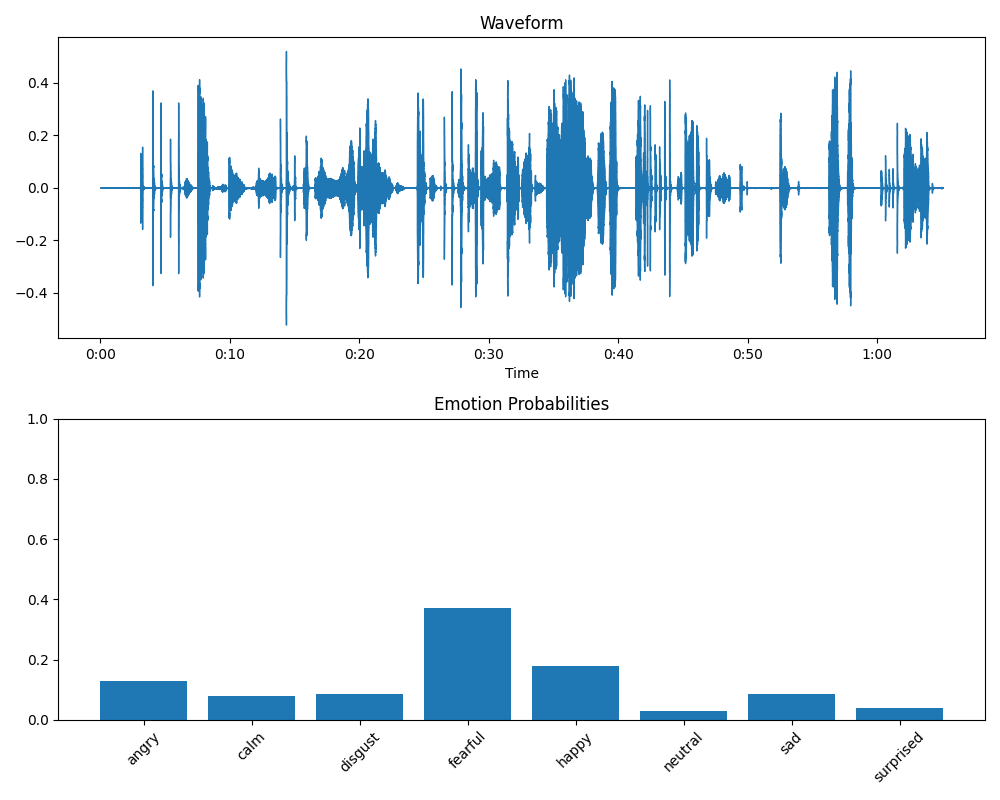 Waveform
0.4
0.2
0.0
−0.2
−0.4
0:00 0:10 0:20 0:30 0:40 0:50 1:00
Time
Emotion Probabilities
1.0
0.8
0.6
0.4
0.2
0.0
angry calm disgust fearful happy neutral sad surprised